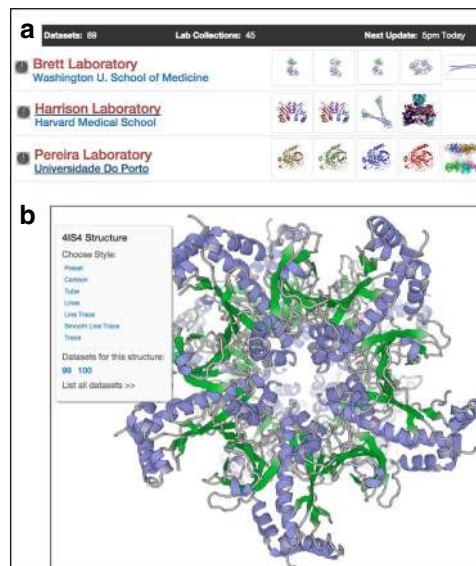 a
Datasets: 89 Lab Collections: 45 Next Update: 5pm Today
Brett Laboratory
Washington U. School of Medicine
Harrison Laboratory
Harvard Medical School
Pereira Laboratory
Universidade Do Porto
b
4IS4 Structure
Choose Style:
Preset
Cartoon
Tube
Lines
Line Trace
Smooth Line Trace
Trace
Datasets for this structure:
99 100
List all datasets >>